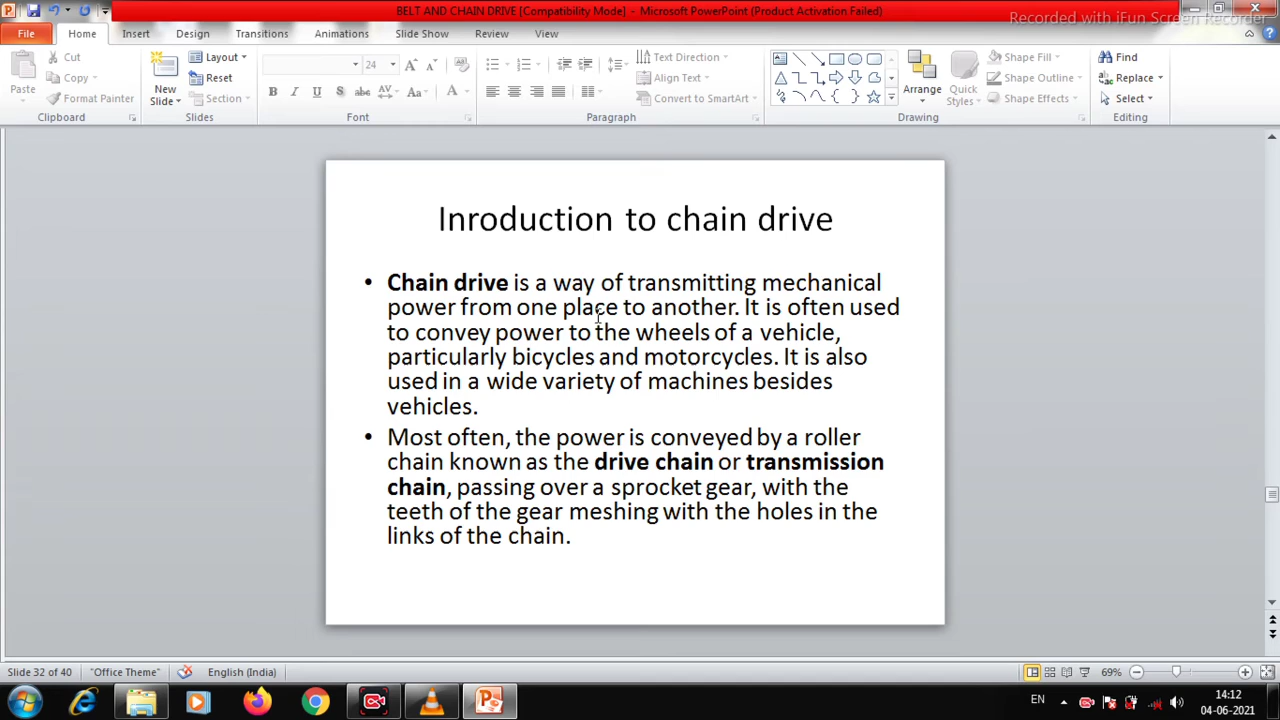 BELT AND CHAIN DRIVE [Compatibility Mode] - Microsoft PowerPoint (Product Activation Failed)
Recorded with iFun Screen Recorder
File Home Insert Design Transitions Animations Slide Show Review View
Cut Layout 24 Text Direction Shape Fill Find
Paste Copy New Slide Reset Align Text Arrange Quick Styles Shape Outline Replace
Format Painter Section B I U S abc AV Aa A Convert to SmartArt Shape Effects Select
Clipboard Slides Font Paragraph Drawing Editing
Inroduction to chain drive
• Chain drive is a way of transmitting mechanical
power from one place to another. It is often used
to convey power to the wheels of a vehicle,
particularly bicycles and motorcycles. It is also
used in a wide variety of machines besides
vehicles.
• Most often, the power is conveyed by a roller
chain known as the drive chain or transmission
chain, passing over a sprocket gear, with the
teeth of the gear meshing with the holes in the
links of the chain.
Slide 32 of 40 "Office Theme" English (India) 69%
EN 14:12
04-06-2021